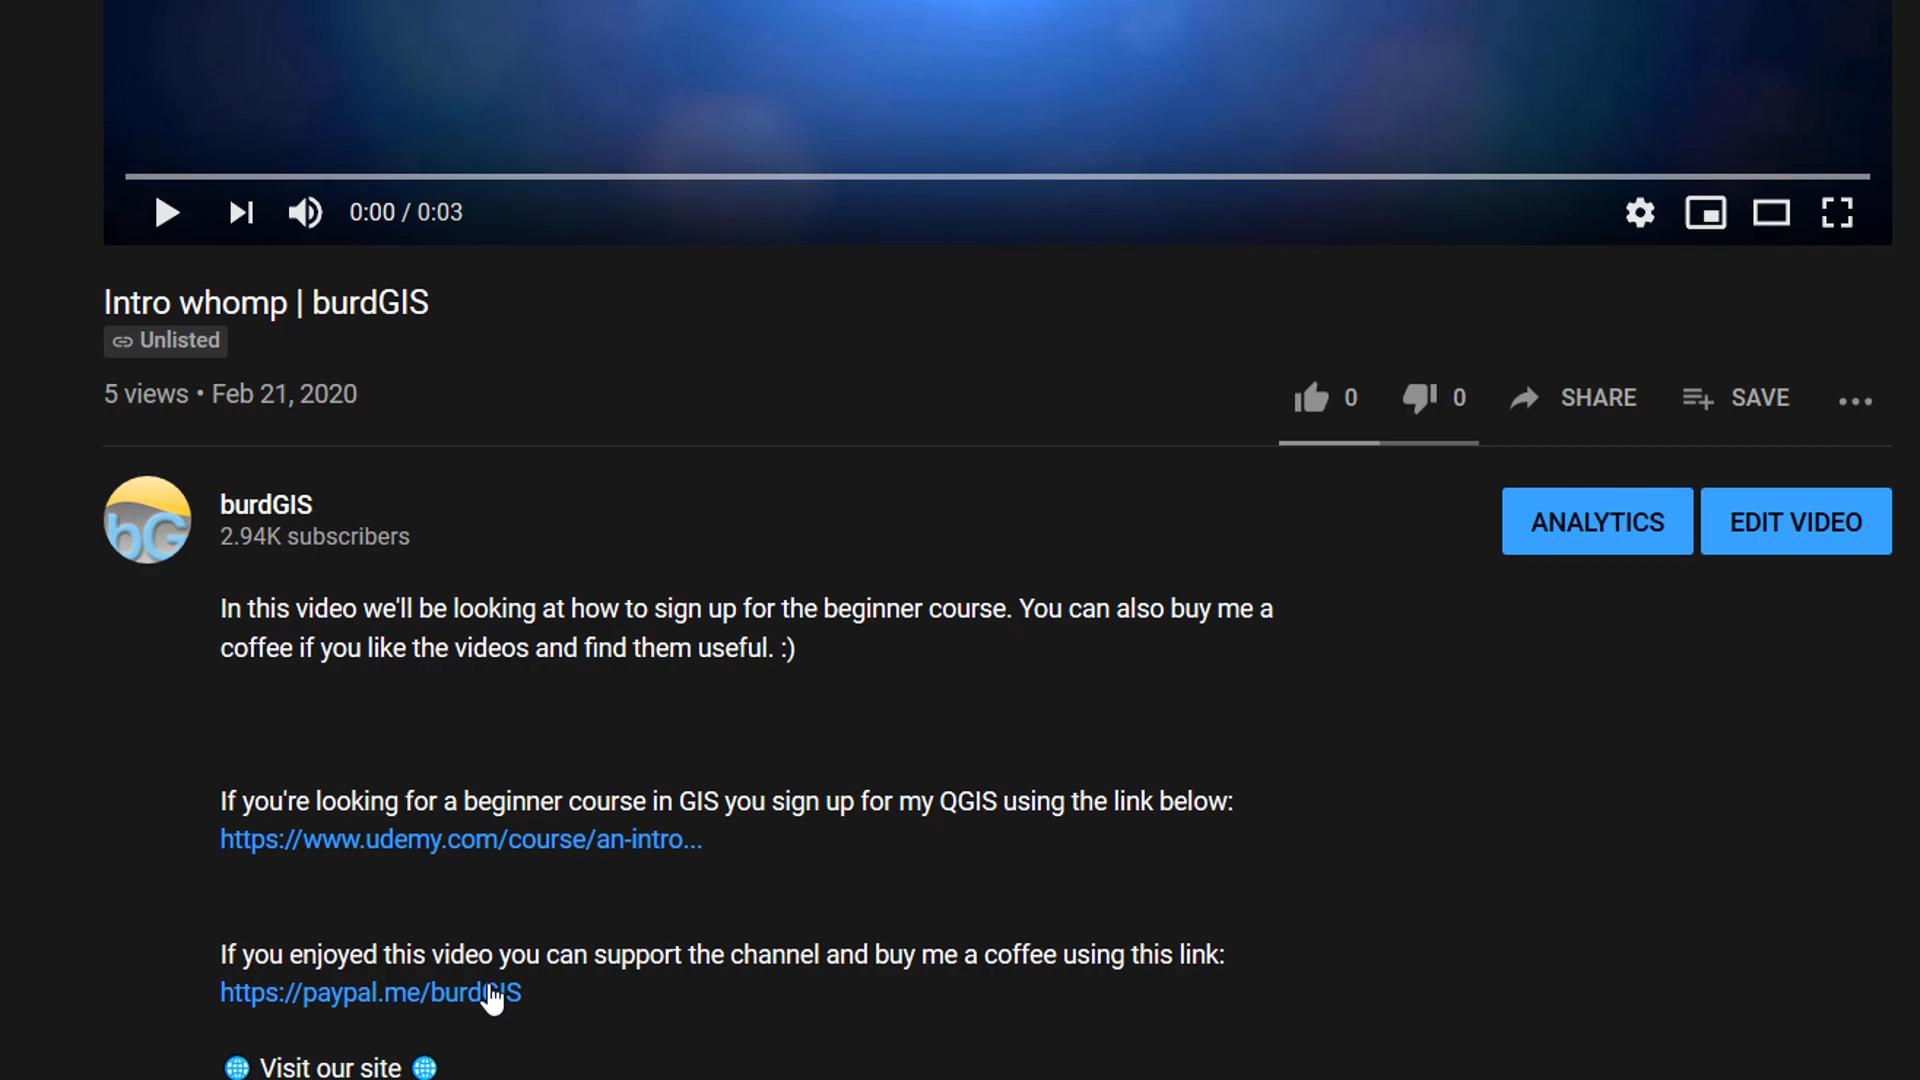 0:00 / 0:03
Intro whomp | burdGIS
Unlisted
5 views • Feb 21, 2020
0 0 SHARE SAVE
bG
burdGIS
2.94K subscribers
ANALYTICS EDIT VIDEO
In this video we'll be looking at how to sign up for the beginner course. You can also buy me a
coffee if you like the videos and find them useful. :)
If you're looking for a beginner course in GIS you sign up for my QGIS using the link below:
https://www.udemy.com/course/an-intro...
If you enjoyed this video you can support the channel and buy me a coffee using this link:
https://paypal.me/burdGIS
🌐 Visit our site 🌐